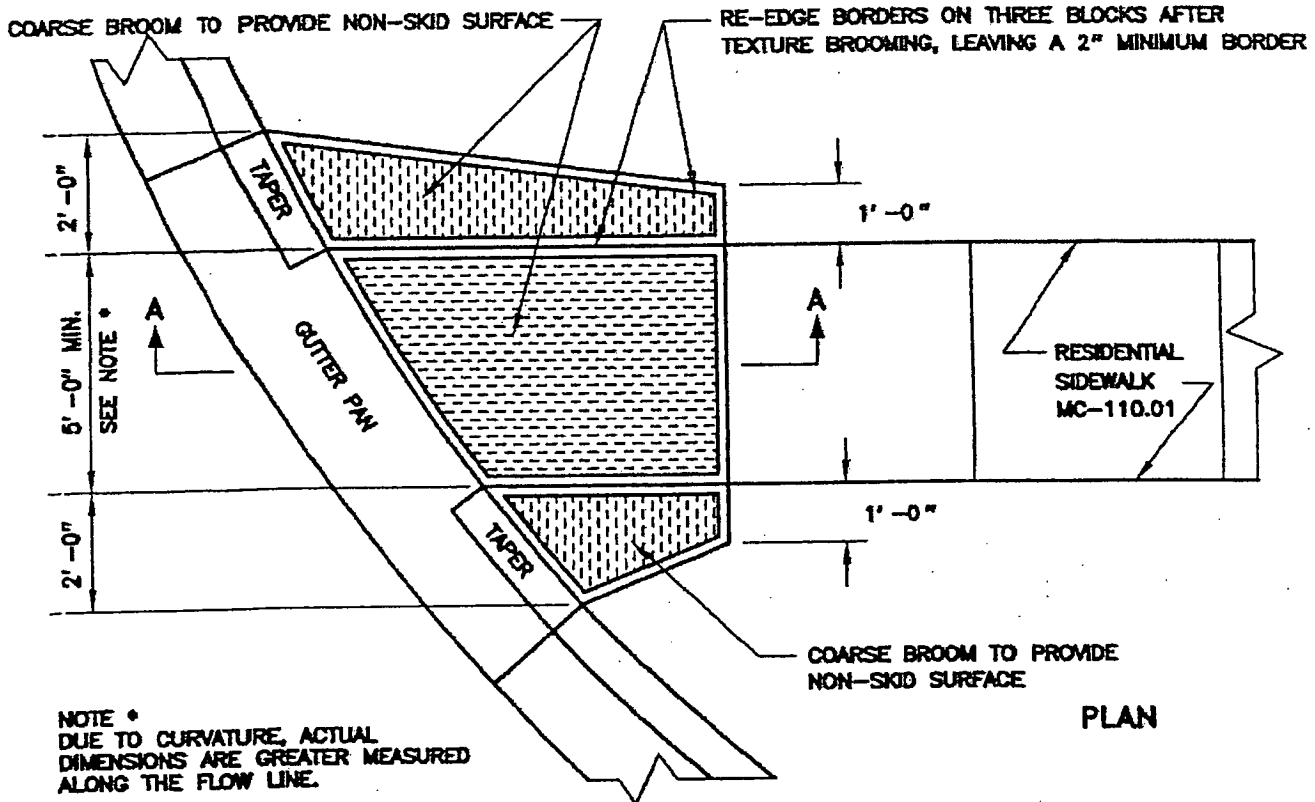 COARSE BROOM TO PROVIDE NON-SKID SURFACE
RE-EDGE BORDERS ON THREE BLOCKS AFTER
TEXTURE BROOMING, LEAVING A 2" MINIMUM BORDER
2'-0"
TAPER
1'-0"
5'-0" MIN.
SEE NOTE *
A
A
GUTTER PAN
RESIDENTIAL
SIDEWALK
MC-110.01
2'-0"
TAPER
1'-0"
COARSE BROOM TO PROVIDE
NON-SKID SURFACE
PLAN
NOTE *
DUE TO CURVATURE, ACTUAL
DIMENSIONS ARE GREATER MEASURED
ALONG THE FLOW LINE.